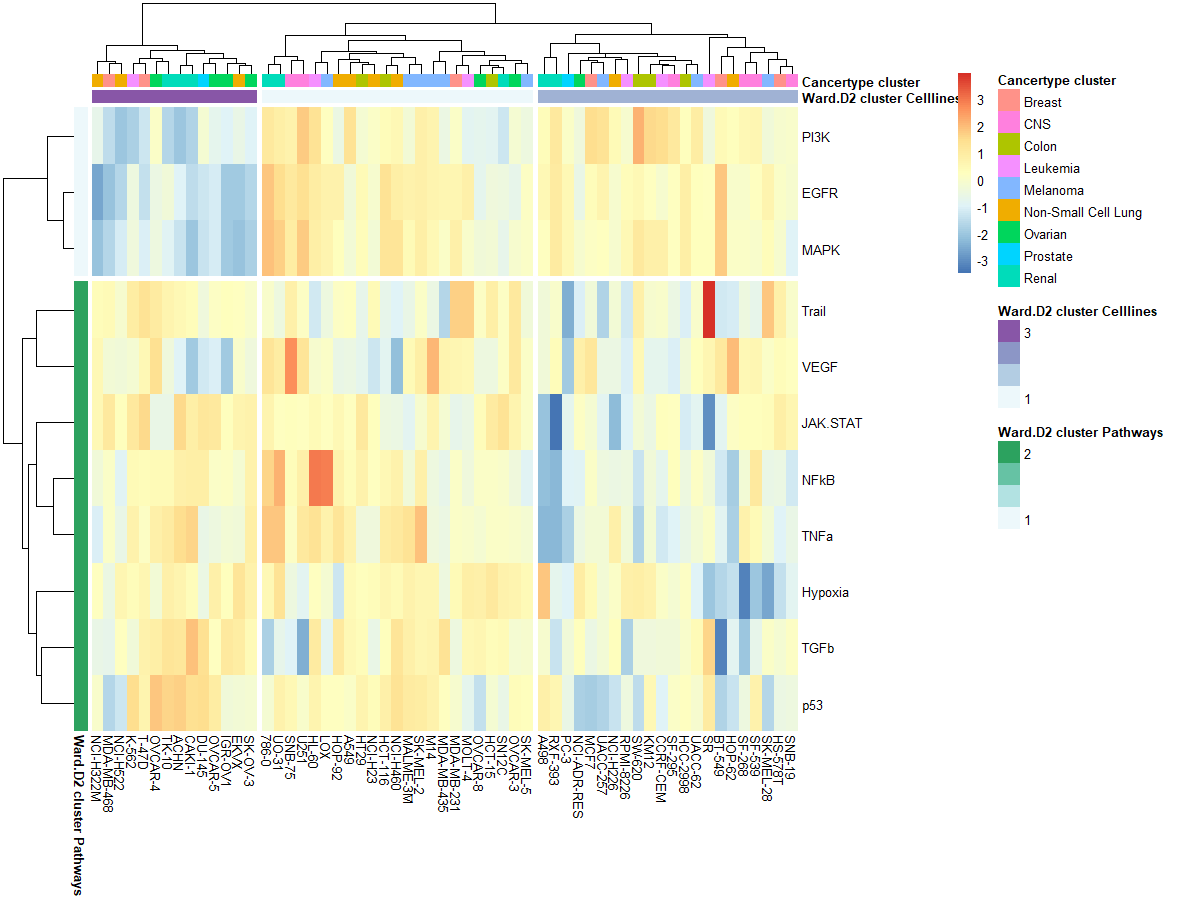 Cancertype cluster
Ward.D2 cluster Celllines
PI3K
EGFR
MAPK
Trail
VEGF
JAK.STAT
NFkB
TNFa
Hypoxia
TGFb
p53
3
2
1
0
-1
-2
-3
Cancertype cluster
Breast
CNS
Colon
Leukemia
Melanoma
Non-Small Cell Lung
Ovarian
Prostate
Renal
Ward.D2 cluster Celllines
3
1
Ward.D2 cluster Pathways
2
1
Ward.D2 cluster Pathways
NCI-H322M
MDA-MB-468
NCI-H522
K-562
T-47D
OVCAR-4
TK-10
ACHN
CAKI-1
DU-145
OVCAR-5
IGR-OV1
EKVX
SK-OV-3
786-0
UO-31
SNB-75
U251
HL-60
LOX
HOP-92
A549
HT29
NCI-H23
HCT-116
NCI-H460
MALME-3M
SK-MEL-2
M14
MDA-MB-435
MDA-MB-231
MOLT-4
OVCAR-8
HCT-15
SN12C
OVCAR-3
SK-MEL-5
A498
RXF-393
PC-3
NCI-ADR-RES
MCF7
UACC-257
NCI-H226
RPMI-8226
SW-620
KM12
CCRF-CEM
SF-295
HCC-2998
UACC-62
SR
BT-549
HOP-62
SF-268
SF-539
SK-MEL-28
HS-578T
SNB-19